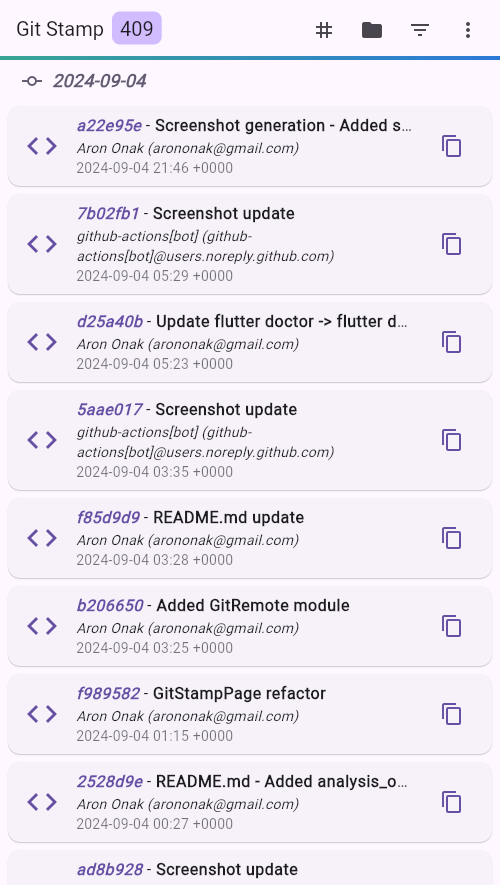 Git Stamp 409
2024-09-04
a22e95e - Screenshot generation - Added s…
Aron Onak (arononak@gmail.com)
2024-09-04 21:46 +0000
7b02fb1 - Screenshot update
github-actions[bot] (github-
actions[bot]@users.noreply.github.com)
2024-09-04 05:29 +0000
d25a40b - Update flutter doctor -> flutter d…
Aron Onak (arononak@gmail.com)
2024-09-04 05:23 +0000
5aae017 - Screenshot update
github-actions[bot] (github-
actions[bot]@users.noreply.github.com)
2024-09-04 03:35 +0000
f85d9d9 - README.md update
Aron Onak (arononak@gmail.com)
2024-09-04 03:28 +0000
b206650 - Added GitRemote module
Aron Onak (arononak@gmail.com)
2024-09-04 03:25 +0000
f989582 - GitStampPage refactor
Aron Onak (arononak@gmail.com)
2024-09-04 01:15 +0000
2528d9e - README.md - Added analysis_o…
Aron Onak (arononak@gmail.com)
2024-09-04 00:27 +0000
ad8b928 - Screenshot update